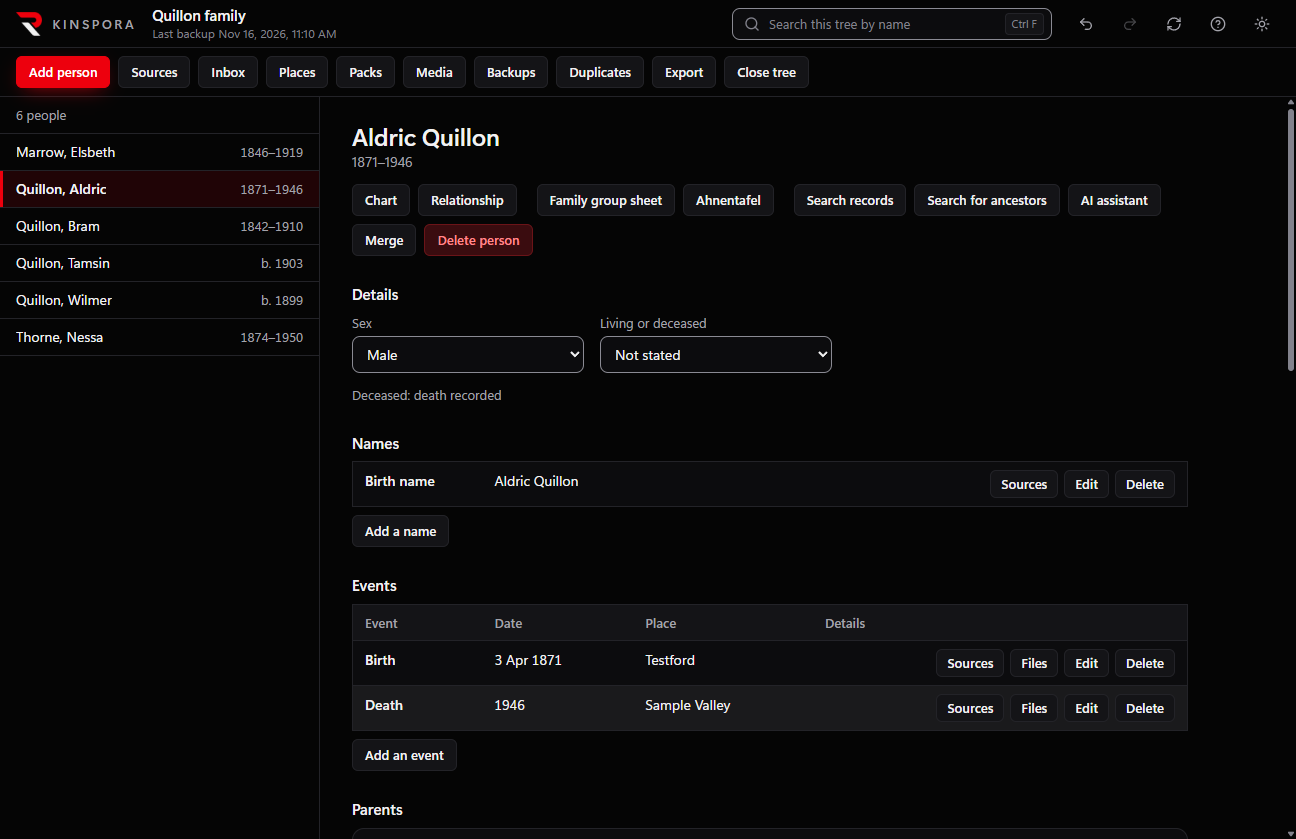 KINSPORA
Quillon family
Last backup Nov 16, 2026, 11:10 AM
Search this tree by name
Ctrl F
Add person
Sources
Inbox
Places
Packs
Media
Backups
Duplicates
Export
Close tree
6 people
Marrow, Elsbeth 1846–1919
Quillon, Aldric 1871–1946
Quillon, Bram 1842–1910
Quillon, Tamsin b. 1903
Quillon, Wilmer b. 1899
Thorne, Nessa 1874–1950
Aldric Quillon
1871–1946
Chart Relationship Family group sheet Ahnentafel Search records Search for ancestors AI assistant
Merge Delete person
Details
Sex Living or deceased
Male Not stated
Deceased: death recorded
Names
Birth name Aldric Quillon Sources Edit Delete
Add a name
Events
Event Date Place Details
Birth 3 Apr 1871 Testford Sources Files Edit Delete
Death 1946 Sample Valley Sources Files Edit Delete
Add an event
Parents